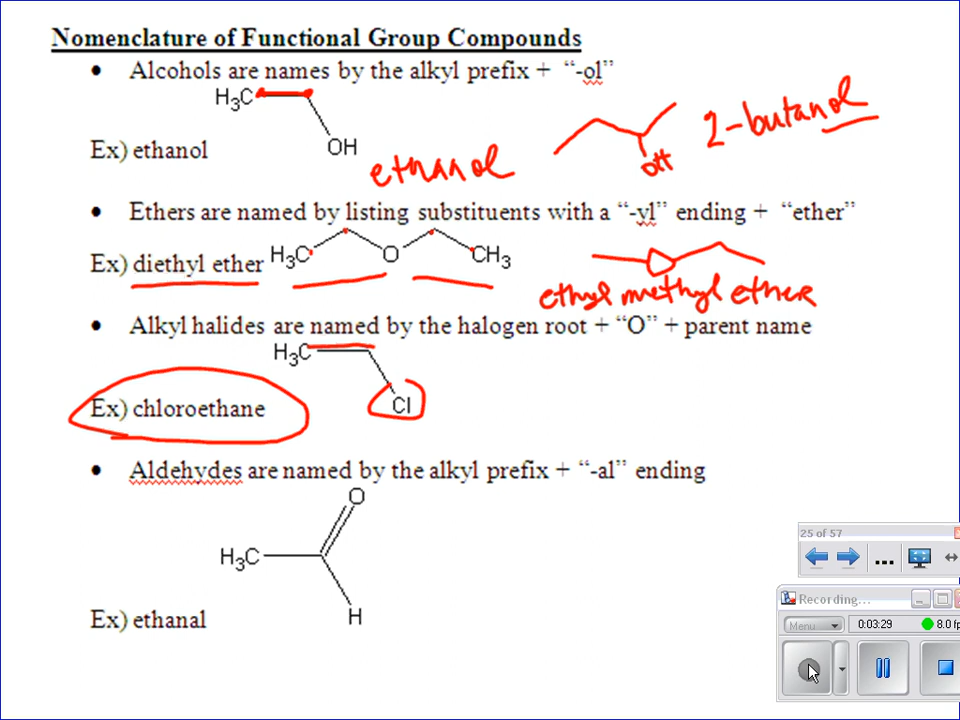 Nomenclature of Functional Group Compounds
• Alcohols are names by the alkyl prefix + “-ol”
H3C
OH
Ex) ethanol
ethanol
OH
2-butanol
• Ethers are named by listing substituents with a “-yl” ending + “ether”
Ex) diethyl ether
H3C O CH3
ethyl methyl ether
• Alkyl halides are named by the halogen root + “O” + parent name
H3C
Cl
Ex) chloroethane
• Aldehydes are named by the alkyl prefix + “-al” ending
O
H3C
H
Ex) ethanal
25 of 57
...
Recording...
Menu 0:03:29 8.0 fp